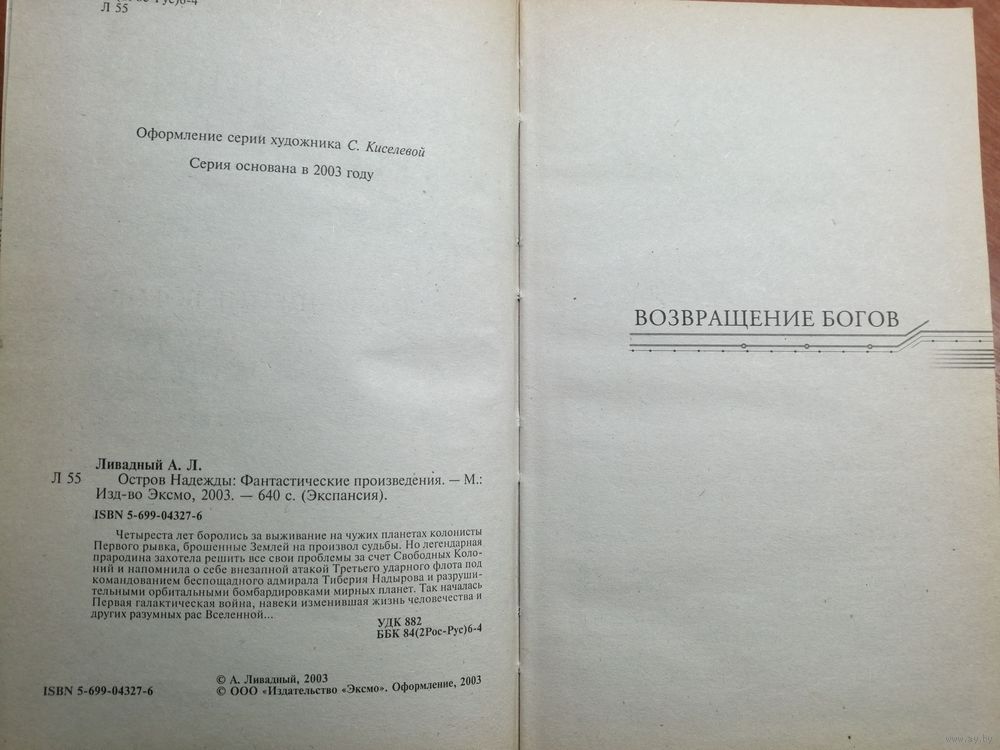 Л 55
Оформление серии художника С. Киселевой
Серия основана в 2003 году
Ливадный А. Л.
Л 55
Остров Надежды: Фантастические произведения. — М.:
Изд-во Эксмо, 2003. — 640 с. (Экспансия).
ISBN 5-699-04327-6
Четыреста лет боролись за выживание на чужих планетах колонисты
Первого рывка, брошенные Землей на произвол судьбы. Но легендарная
прародина захотела решить все свои проблемы за счет Свободных Коло-
ний и напомнила о себе внезапной атакой Третьего ударного флота под
командованием беспощадного адмирала Тиберия Надырова и разруши-
тельными орбитальными бомбардировками мирных планет. Так началась
Первая галактическая война, навеки изменившая жизнь человечества и
других разумных рас Вселенной...
УДК 882
ББК 84(2Рос-Рус)6-4
© А. Ливадный, 2003
ISBN 5-699-04327-6
© ООО «Издательство «Эксмо». Оформление, 2003
ВОЗВРАЩЕНИЕ БОГОВ
www.ay.by